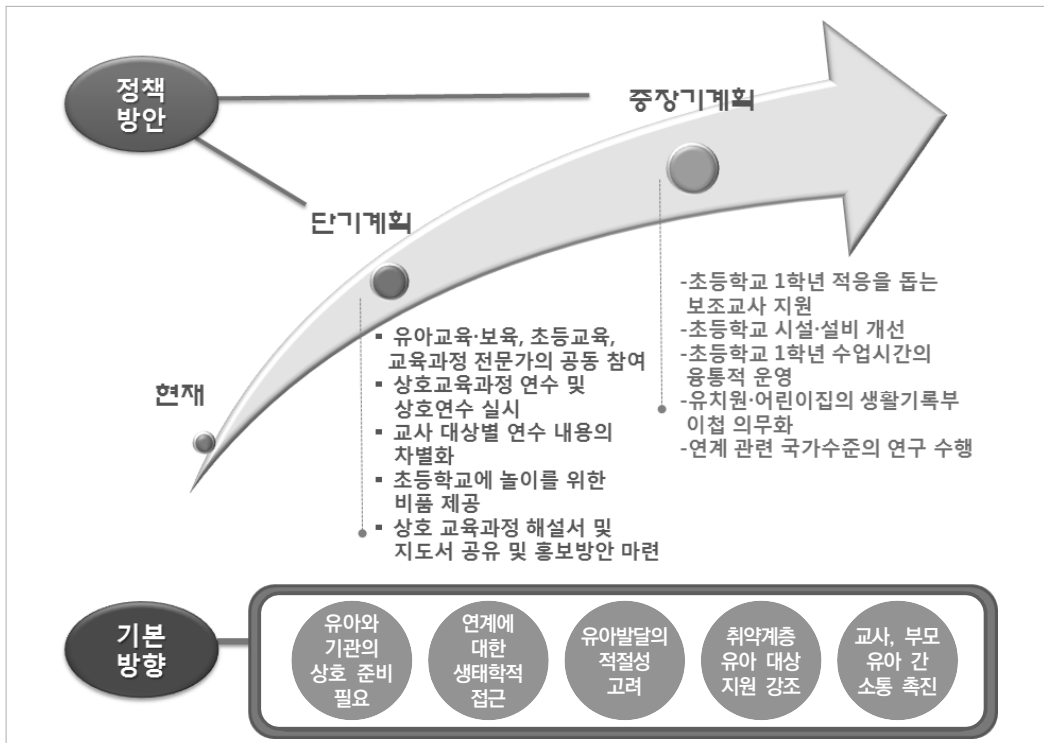 정책
방안
중장기계획
단기계획
현재
▪ 유아교육·보육, 초등교육,
교육과정 전문가의 공동 참여
▪ 상호교육과정 연수 및
상호연수 실시
▪ 교사 대상별 연수 내용의
차별화
▪ 초등학교에 놀이를 위한
비품 제공
▪ 상호 교육과정 해설서 및
지도서 공유 및 홍보방안 마련
-초등학교 1학년 적응을 돕는
보조교사 지원
-초등학교 시설·설비 개선
-초등학교 1학년 수업시간의
융통적 운영
-유치원·어린이집의 생활기록부
이첩 의무화
-연계 관련 국가수준의 연구 수행
기본
방향
유아와
기관의
상호 준비
필요
연계에
대한
생태학적
접근
유아발달의
적절성
고려
취약계층
유아 대상
지원 강조
교사, 부모
유아 간
소통 촉진